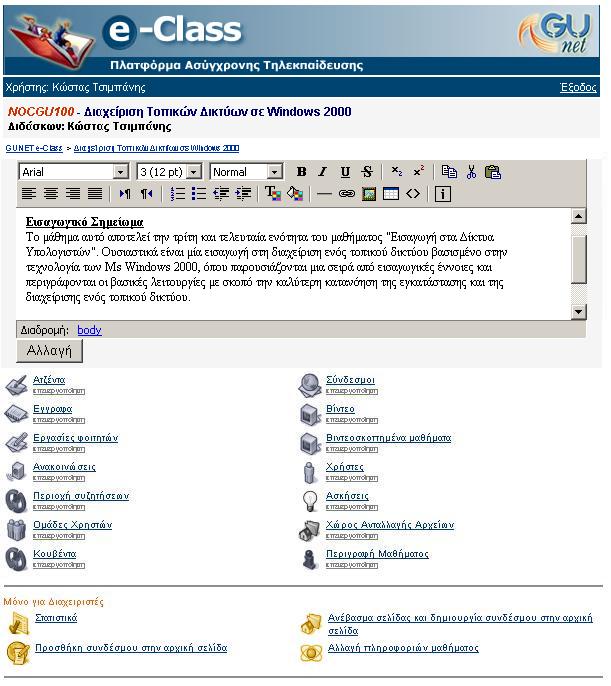 e-Class
GU net
Πλατφόρμα Ασύγχρονης Τηλεκπαίδευσης
Χρήστης: Κώστας Τσιμπάνης Έξοδος
NOCGU100 - Διαχείριση Τοπικών Δικτύων σε Windows 2000
Διδάσκων: Κώστας Τσιμπάνης
GUNET e-Class > Διαχείριση Τοπικών Δικτύων σε Windows 2000
Arial 3 (12 pt) Normal B I U S x₂ x²
Εισαγωγικό Σημείωμα
Το μάθημα αυτό αποτελεί την τρίτη και τελευταία ενότητα του μαθήματος "Εισαγωγή στα Δίκτυα
Υπολογιστών". Ουσιαστικά είναι μία εισαγωγή στη διαχείριση ενός τοπικού δικτύου βασισμένο στην
τεχνολογία των Ms Windows 2000, όπου παρουσιάζονται μια σειρά από εισαγωγικές έννοιες και
περιγράφονται οι βασικές λειτουργίες με σκοπό την καλύτερη κατανόηση της εγκατάστασης και της
διαχείρισης ενός τοπικού δικτύου.
Διαδρομή: body
Αλλαγή
Ατζέντα Σύνδεσμοι
απενεργοποίηση απενεργοποίηση
Έγγραφα Βίντεο
απενεργοποίηση απενεργοποίηση
Εργασίες φοιτητών Βιντεοσκοπημένα μαθήματα
απενεργοποίηση απενεργοποίηση
Ανακοινώσεις Χρήστες
απενεργοποίηση απενεργοποίηση
Περιοχή συζητήσεων Ασκήσεις
απενεργοποίηση απενεργοποίηση
Ομάδες Χρηστών Χώρος Ανταλλαγής Αρχείων
απενεργοποίηση απενεργοποίηση
Κουβέντα Περιγραφή Μαθήματος
απενεργοποίηση απενεργοποίηση
Μόνο για Διαχειριστές
Στατιστικά Ανέβασμα σελίδας και δημιουργία συνδέσμου στην αρχική
σελίδα
Προσθήκη συνδέσμου στην αρχική σελίδα Αλλαγή πληροφοριών μαθήματος